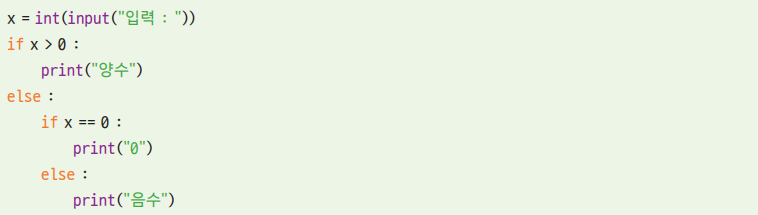 x = int(input("입력 : "))
if x > 0 :
    print("양수")
else :
    if x == 0 :
        print("0")
    else :
        print("음수")